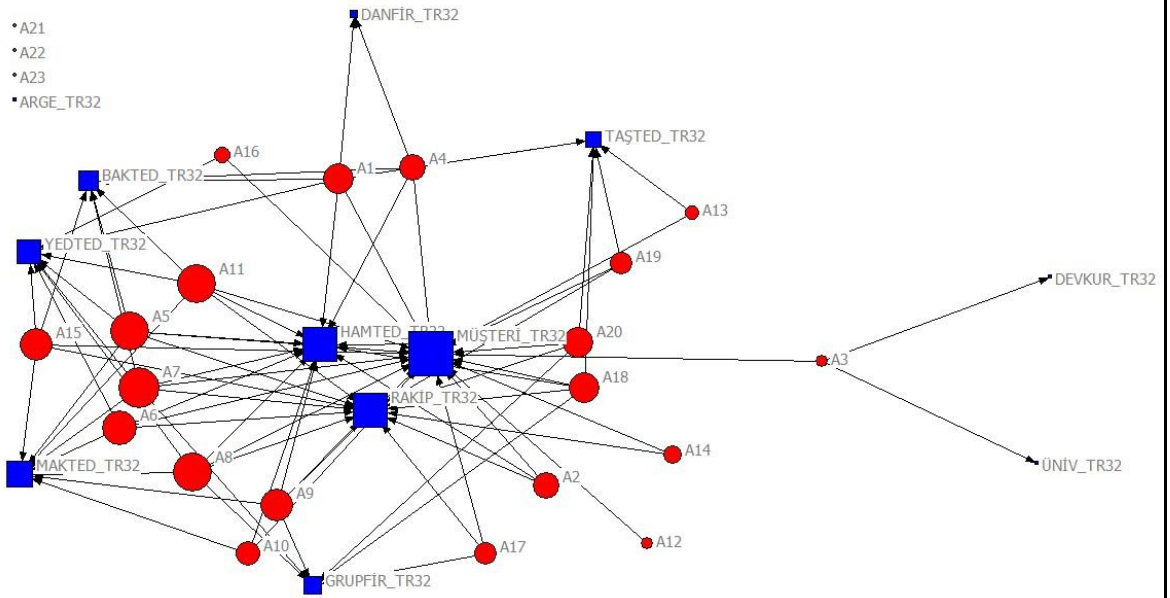 DANFİR_TR32
A21
A22
A23
ARGE_TR32
TAŞTED_TR32
A16
A1
A4
BAKTED_TR32
A13
YEDTED_TR32
A19
A11
DEVKUR_TR32
A5
A15
HAMTED_TR32
MÜŞTERİ_TR32
A20
A3
A7
A18
RAKİP_TR32
A6
A14
A8
MAKTED_TR32
ÜNİV_TR32
A2
A9
A12
A10
A17
GRUPFİR_TR32